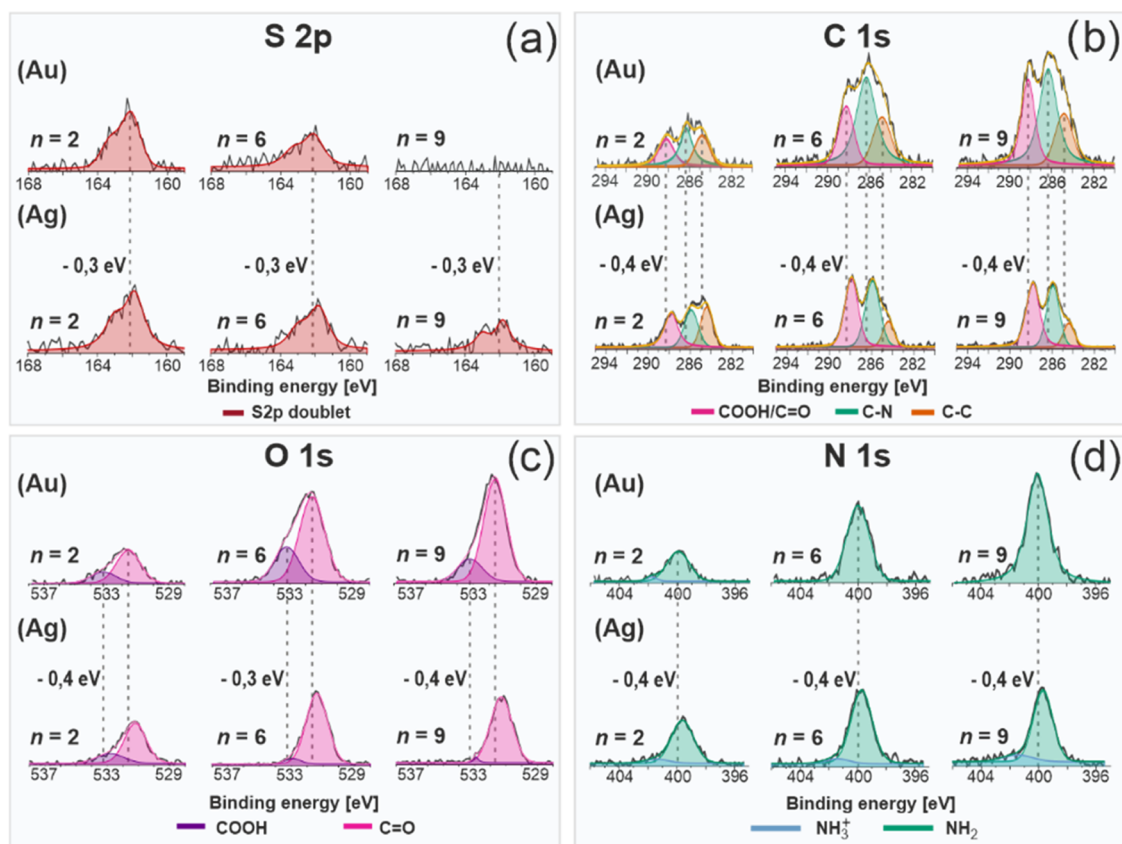 S 2p
(a)
(Au)
n = 2
n = 6
n = 9
168 164 160 168 164 160 168 164 160
(Ag)
- 0,3 eV
- 0,3 eV
- 0,3 eV
n = 2
n = 6
n = 9
168 164 160 168 164 160 168 164 160
Binding energy [eV]
S2p doublet
C 1s
(b)
(Au)
n = 2
n = 6
n = 9
294 290 286 282 294 290 286 282 294 290 286 282
(Ag)
- 0,4 eV
- 0,4 eV
- 0,4 eV
n = 2
n = 6
n = 9
294 290 286 282 294 290 286 282 294 290 286 282
Binding energy [eV]
COOH/C=O C-N C-C
O 1s
(c)
(Au)
n = 2
n = 6
n = 9
537 533 529 537 533 529 537 533 529
(Ag)
- 0,4 eV
- 0,3 eV
- 0,4 eV
n = 2
n = 6
n = 9
537 533 529 537 533 529 537 533 529
Binding energy [eV]
COOH C=O
N 1s
(d)
(Au)
n = 2
n = 6
n = 9
404 400 396 404 400 396 404 400 396
(Ag)
- 0,4 eV
- 0,4 eV
- 0,4 eV
n = 2
n = 6
n = 9
404 400 396 404 400 396 404 400 396
Binding energy [eV]
NH₃⁺ NH₂